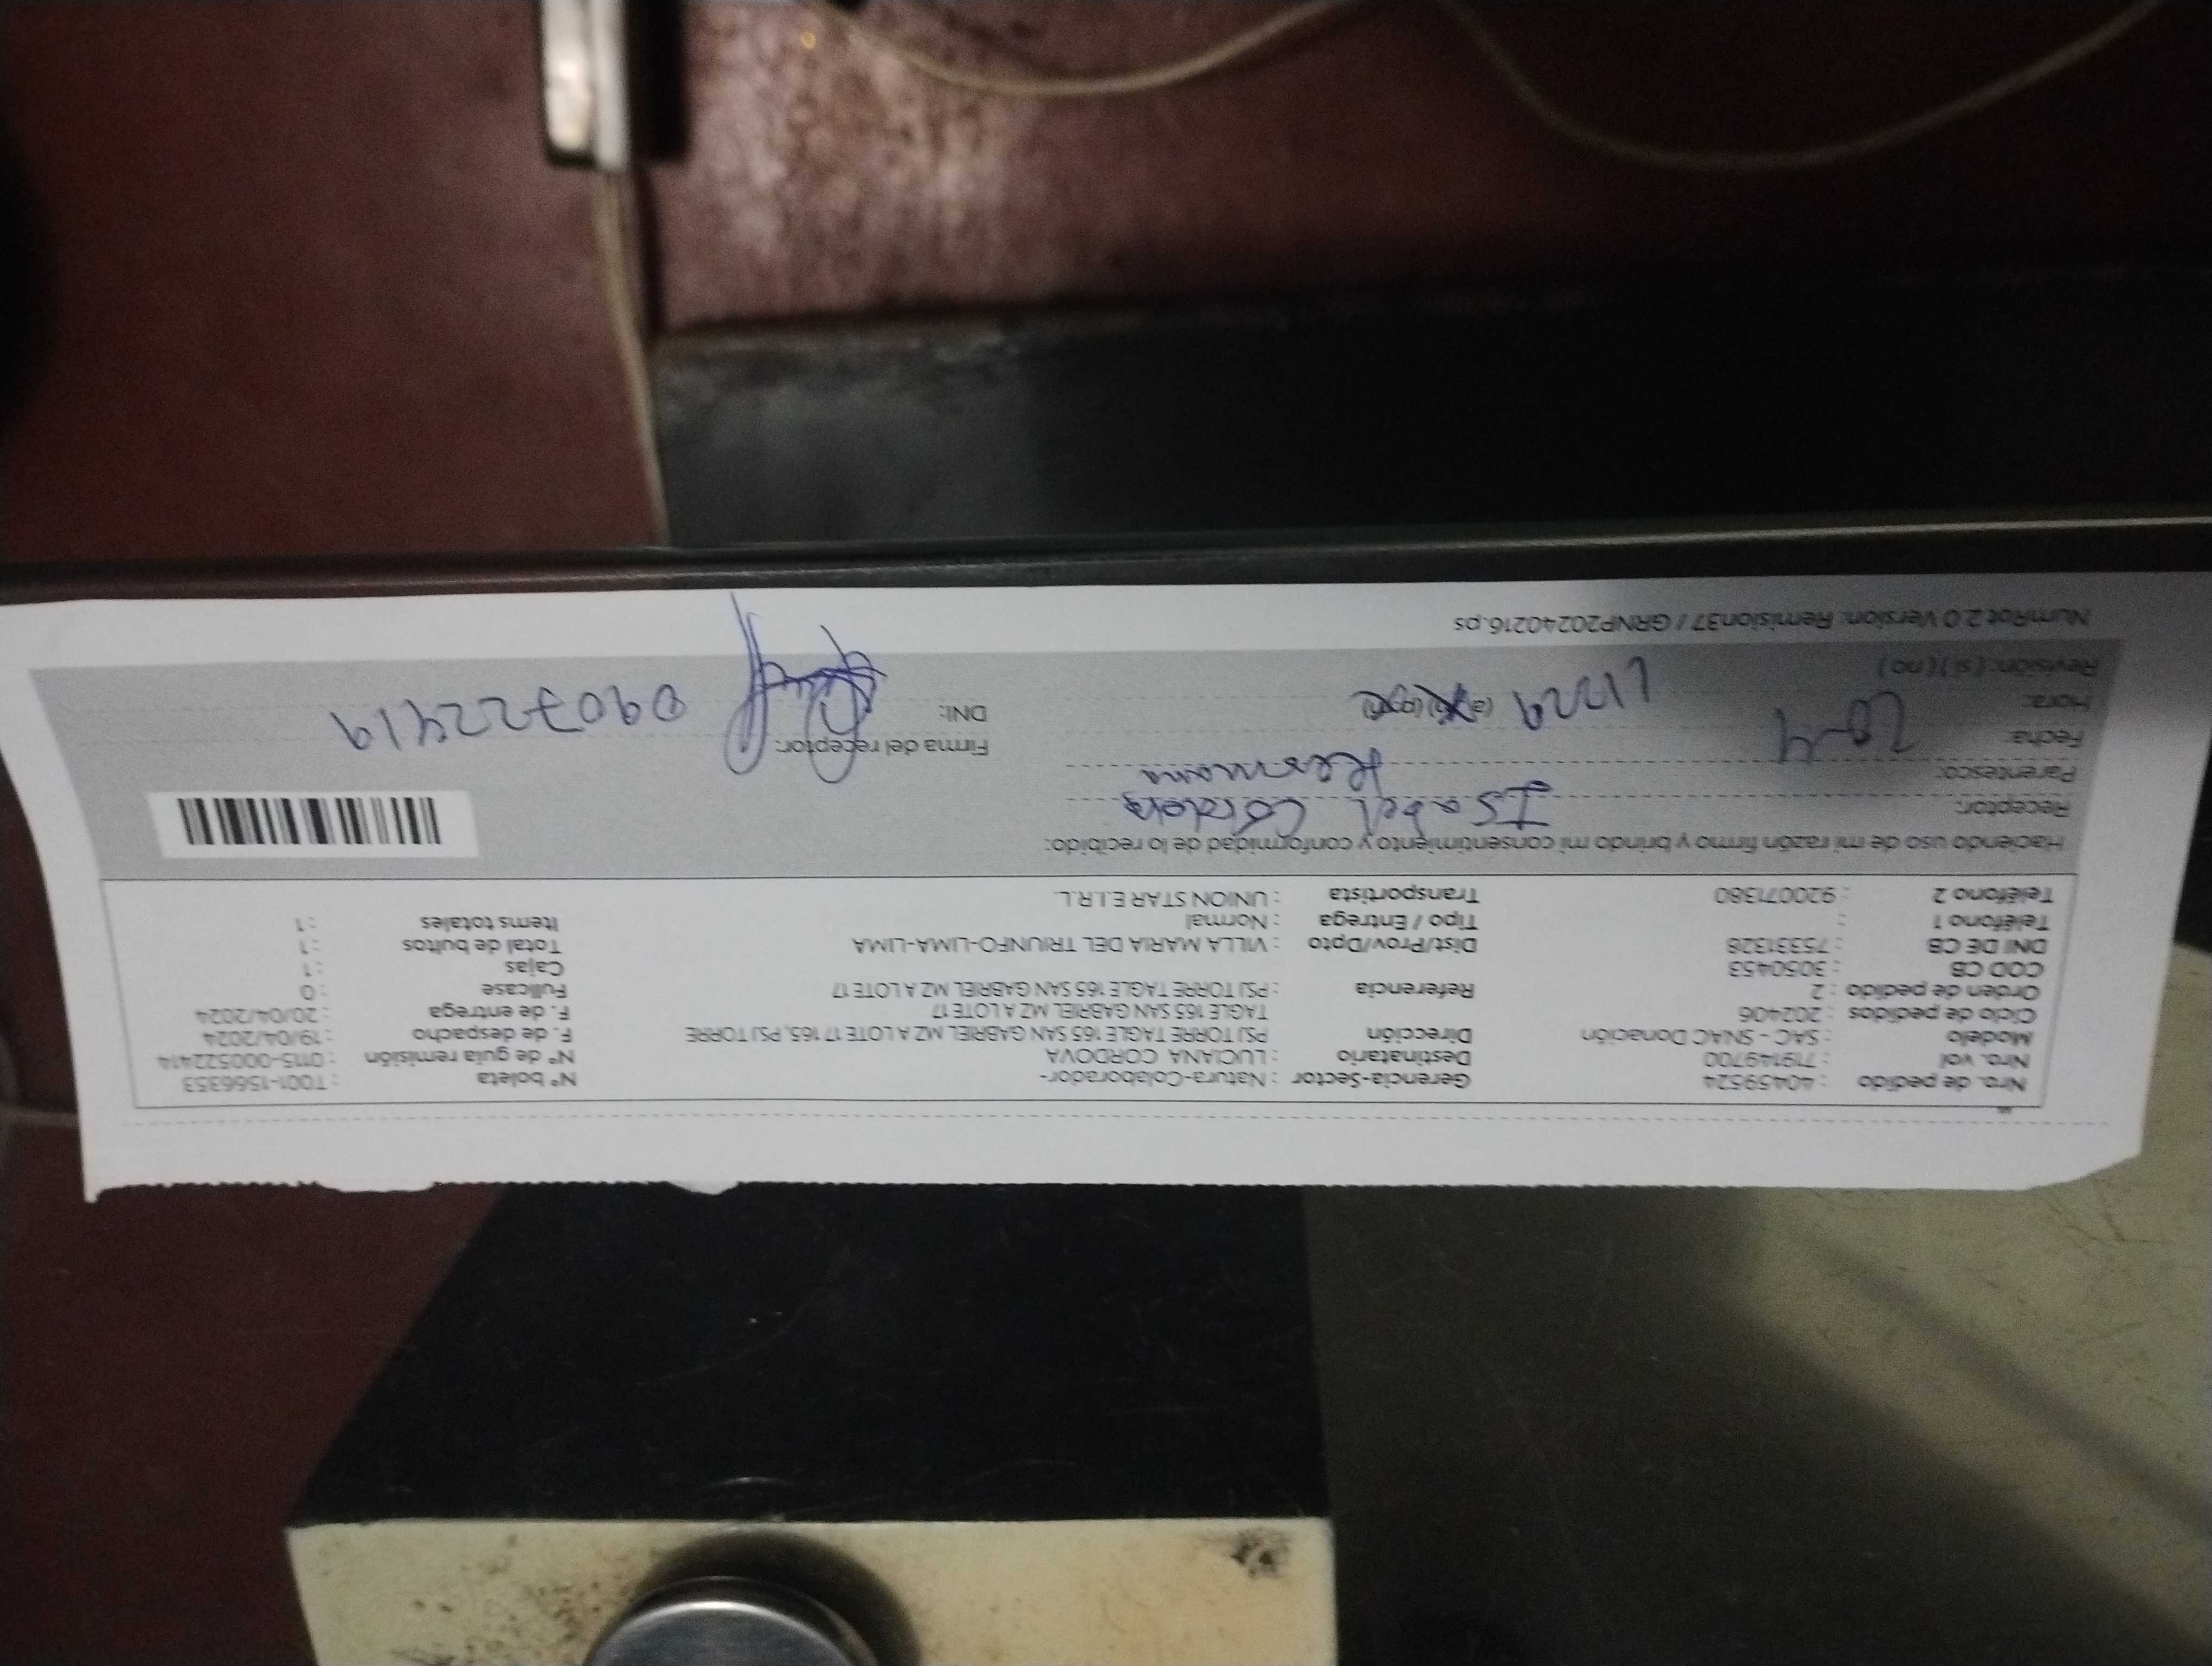 Nro. de pedido : 40459524 Gerencia-Sector : Natura-Colaborador- N° boleta : T001-1566353
Nro. vol : 719149700 Destinatario : LUCIANA CORDOVA N° de guía remisión : 0115-000522414
Modelo : SAC - SNAC Donación Dirección PSJ TORRE TAGLE 165 SAN GABRIEL MZ A LOTE 17 165, PSJ TORRE F. de despacho : 19/04/2024
Ciclo de pedidos : 202406 TAGLE 165 SAN GABRIEL MZ A LOTE 17 F. de entrega : 20/04/2024
Orden de pedido : 2 Referencia : PSJ TORRE TAGLE 165 SAN GABRIEL MZ A LOTE 17 Fullcase : 0
COD CB : 3050453 Cajas : 1
DNI DE CB : 75331328 Dist/Prov/Dpto : VILLA MARIA DEL TRIUNFO-LIMA-LIMA Total de bultos : 1
Teléfono 1 : Tipo / Entrega : Normal Items totales : 1
Teléfono 2 : 920071380 Transportista : UNION STAR E.I.R.L.
Haciendo uso de mi razón firmo y brindo mi consentimiento y conformidad de lo recibido:
Receptor: Isabel
Parentesco: Hermana
Fecha: 20-4 Firma del receptor:
Hora: DNI: 090722419
Revisión: ( si ) ( no )
NumRot 2.0 Version: Remision37 / GRNP20240216.ps